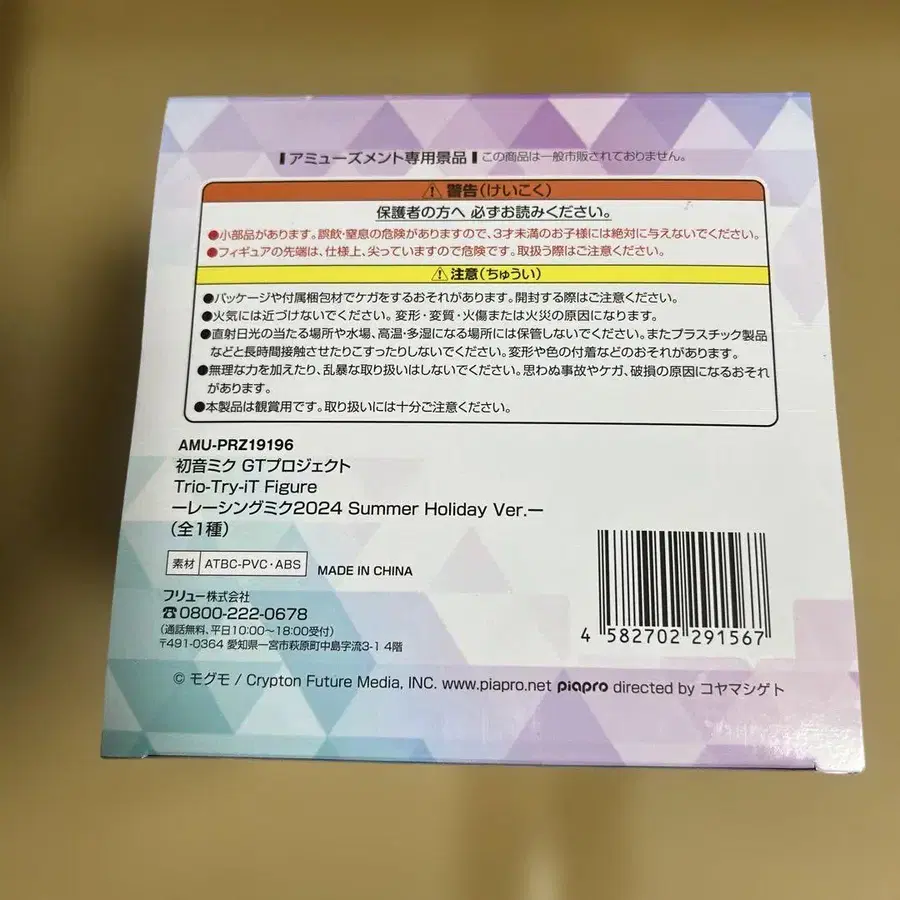 アミューズメント専用景品 この商品は一般市販されておりません。
⚠警告(けいこく)
保護者の方へ 必ずお読みください。
●小部品があります。誤飲・窒息の危険がありますので、3才未満のお子様には絶対に与えないでください。
●フィギュアの先端は、仕様上、尖っていますので危険です。取扱う際はご注意ください。
⚠注意(ちゅうい)
●パッケージや付属梱包材でケガをするおそれがあります。開封する際はご注意ください。
●火気には近づけないでください。変形・変質・火傷または火災の原因になります。
●直射日光の当たる場所や水場、高温・多湿になる場所には保管しないでください。またプラスチック製品
などと長時間接触させたりこすったりしないでください。変形や色の付着などのおそれがあります。
●無理な力を加えたり、乱暴な取り扱いはしないでください。思わぬ事故やケガ、破損の原因になるおそれ
があります。
●本製品は観賞用です。取り扱いには十分ご注意ください。
AMU-PRZ19196
初音ミク GTプロジェクト
Trio-Try-iT Figure
ーレーシングミク2024 Summer Holiday Ver.ー
(全1種)
素材 ATBC-PVC・ABS MADE IN CHINA
フリュー株式会社
☎0800-222-0678
(通話無料、平日10:00～18:00受付)
〒491-0364 愛知県一宮市萩原町中島字流3-1 4階
4 582702 291567
© モグモ / Crypton Future Media, INC. www.piapro.net piapro directed by コヤマシゲト